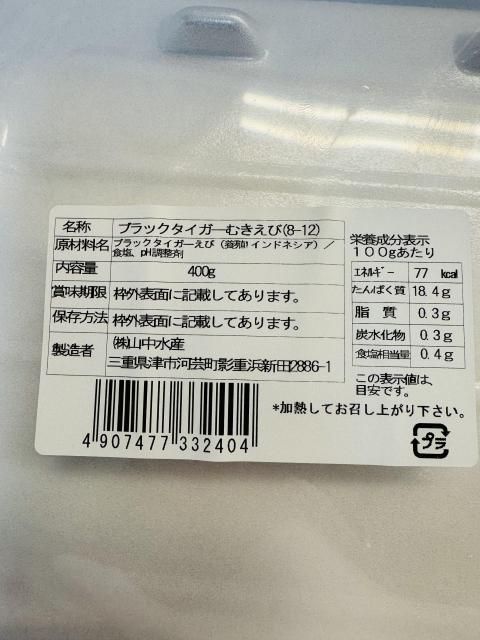 名称 ブラックタイガーむきえび(8-12)
原材料名 ブラックタイガーえび（養殖 インドネシア）／
食塩、pH調整剤
内容量 400g
賞味期限 枠外表面に記載してあります。
保存方法 枠外表面に記載してあります。
製造者 ㈱山中水産
三重県津市河芸町影重浜新田2886-1
栄養成分表示
100gあたり
エネルギー 77 kcal
たんぱく質 18.4g
脂質 0.3g
炭水化物 0.3g
食塩相当量 0.4g
この表示値は、
目安です。
*加熱してお召し上がり下さい。
4 907477 332404
プラ